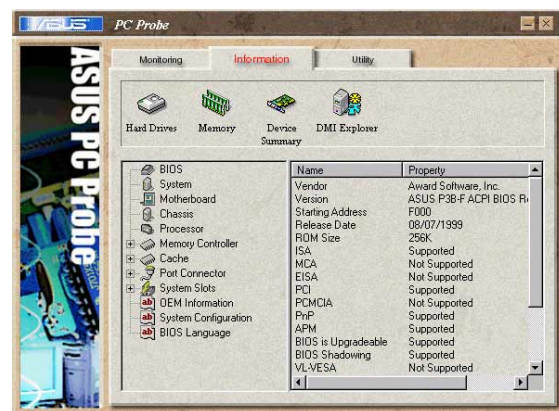 ASUS PC Probe
Monitoring Information Utility
ASUS PC Probe
Hard Drives Memory Device Summary DMI Explorer
BIOS
System
Motherboard
Chassis
Processor
Memory Controller
Cache
Port Connector
System Slots
OEM Information
System Configuration
BIOS Language
Name Property
Vendor Award Software, Inc.
Version ASUS P3B-F ACPI BIOS
Starting Address F000
Release Date 08/07/1999
ROM Size 256K
ISA Supported
MCA Not Supported
EISA Not Supported
PCI Supported
PCMCIA Not Supported
PnP Supported
APM Supported
BIOS is Upgradeable Supported
BIOS Shadowing Supported
VL-VESA Not Supported